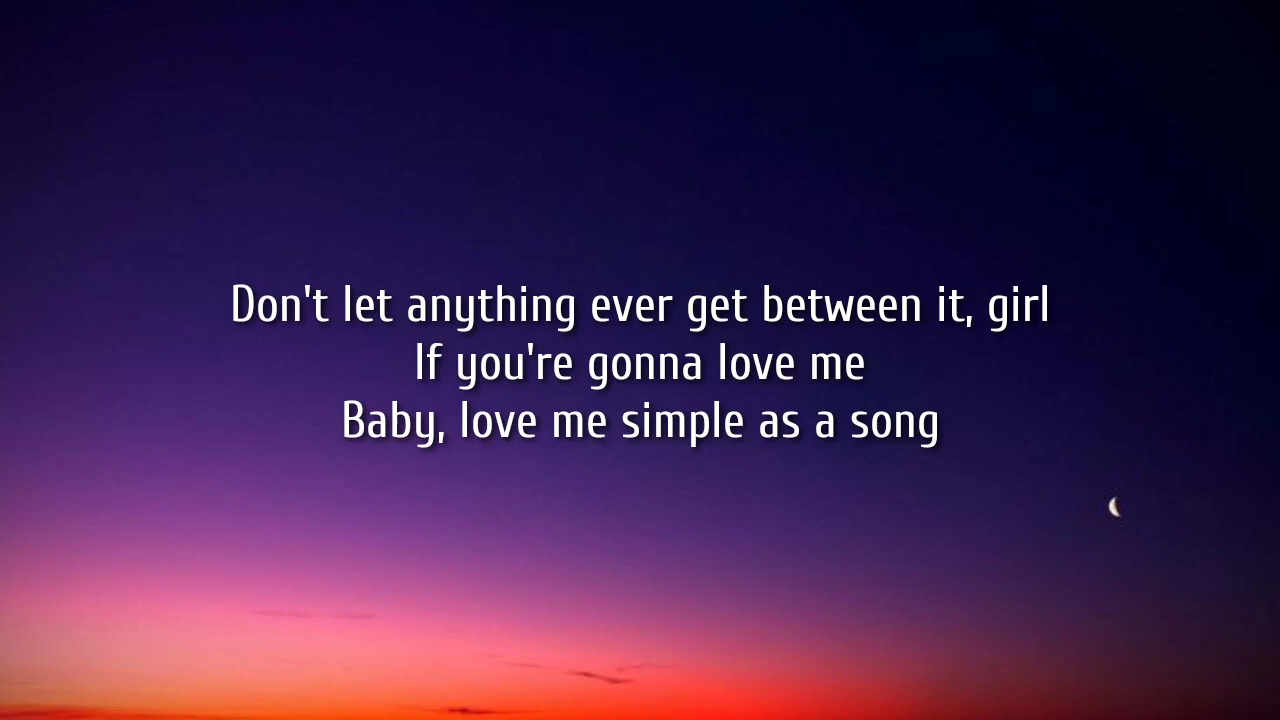 Don't let anything ever get between it, girl
If you're gonna love me
Baby, love me simple as a song